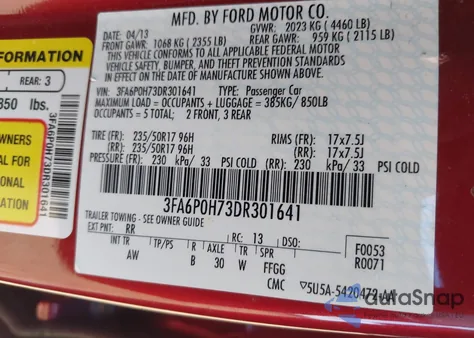 MFD. BY FORD MOTOR CO.
DATE: 04/13 GVWR: 2023 KG ( 4460 LB)
FRONT GAWR: 1068 KG ( 2355 LB) REAR GAWR: 959 KG ( 2115 LB)
THIS VEHICLE CONFORMS TO ALL APPLICABLE FEDERAL MOTOR
VEHICLE SAFETY, BUMPER, AND THEFT PREVENTION STANDARDS IN
EFFECT ON THE DATE OF MANUFACTURE SHOWN ABOVE.
VIN: 3FA6P0H73DR301641 TYPE: Passenger Car
MAXIMUM LOAD = OCCUPANTS + LUGGAGE = 385KG/ 850LB
OCCUPANTS = 5 TOTAL; 2 FRONT, 3 REAR
TIRE (FR): 235/50R17 96H RIMS (FR): 17x7.5J
(RR): 235/50R17 96H (RR): 17x7.5J
PRESSURE (FR): 230 kPa/ 33 PSI COLD (RR): 230 kPa/ 33 PSI COLD
3FA6P0H73DR301641
TRAILER TOWING - SEE OWNER GUIDE
EXT PNT: RR RC: 13 DSO: F0053
R0071
INT TR TP/PS R AXLE TR SPR
AW B 30 W FFGG
CMC ▽5U5A-5420472-AA
FORMATION
REAR: 3
850 lbs.
3FA6P0H73DR301641
OWNERS
AL FOR
ONAL
ATION
autoSnap